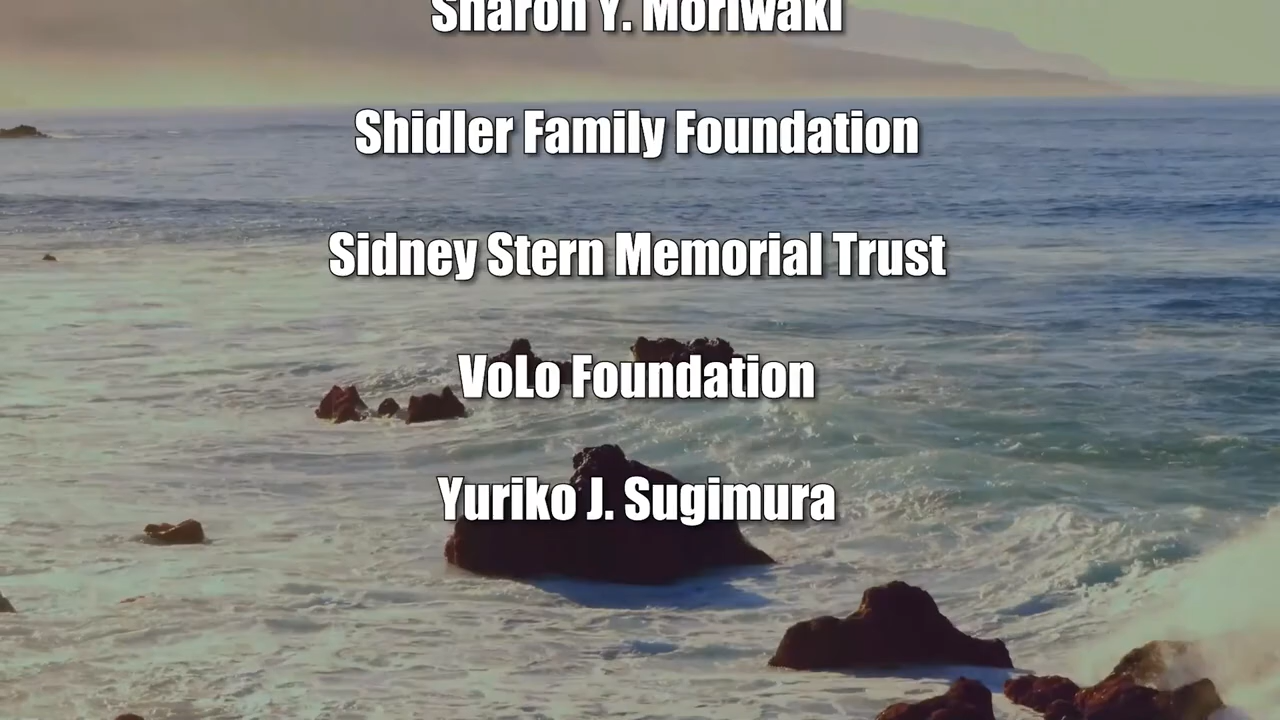 Sharon Y. Moriwaki
Shidler Family Foundation
Sidney Stern Memorial Trust
VoLo Foundation
Yuriko J. Sugimura